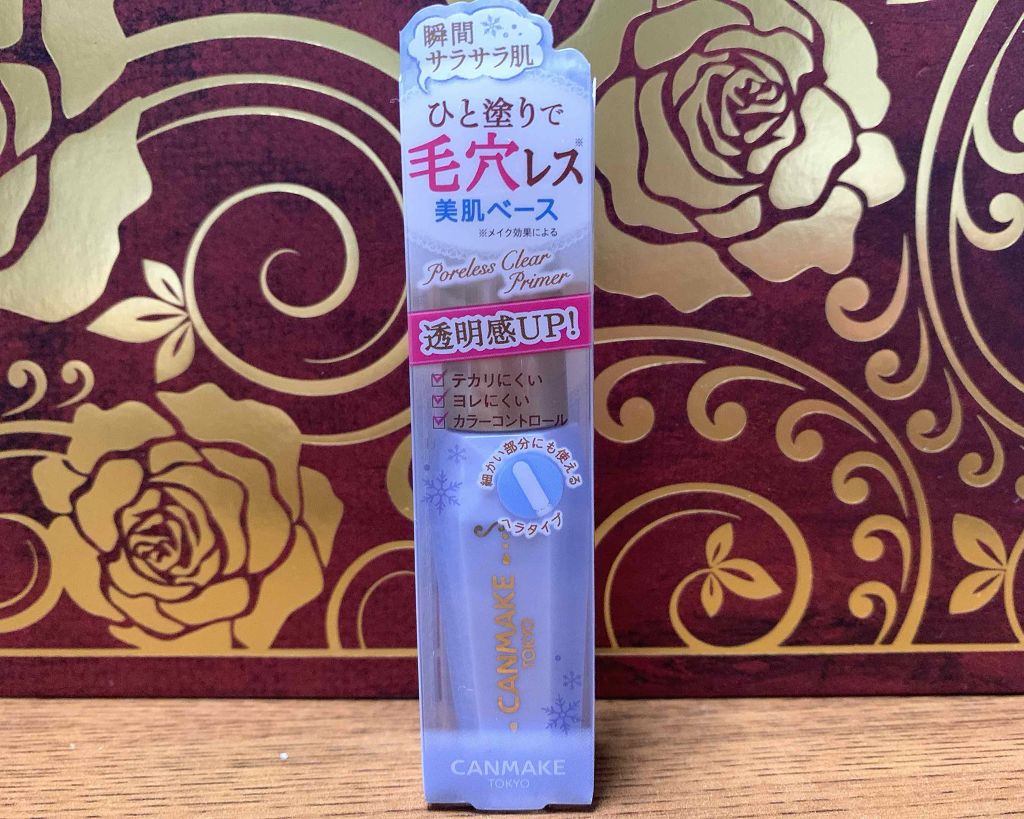 瞬間
サラサラ肌
ひと塗りで
毛穴レス※
美肌ベース
※メイク効果による
Poreless Clear
Primer
透明感UP!
テカリにくい
ヨレにくい
カラーコントロール
細かい部分にも使える
ヘラタイプ
CANMAKE
TOKYO
CANMAKE
TOKYO